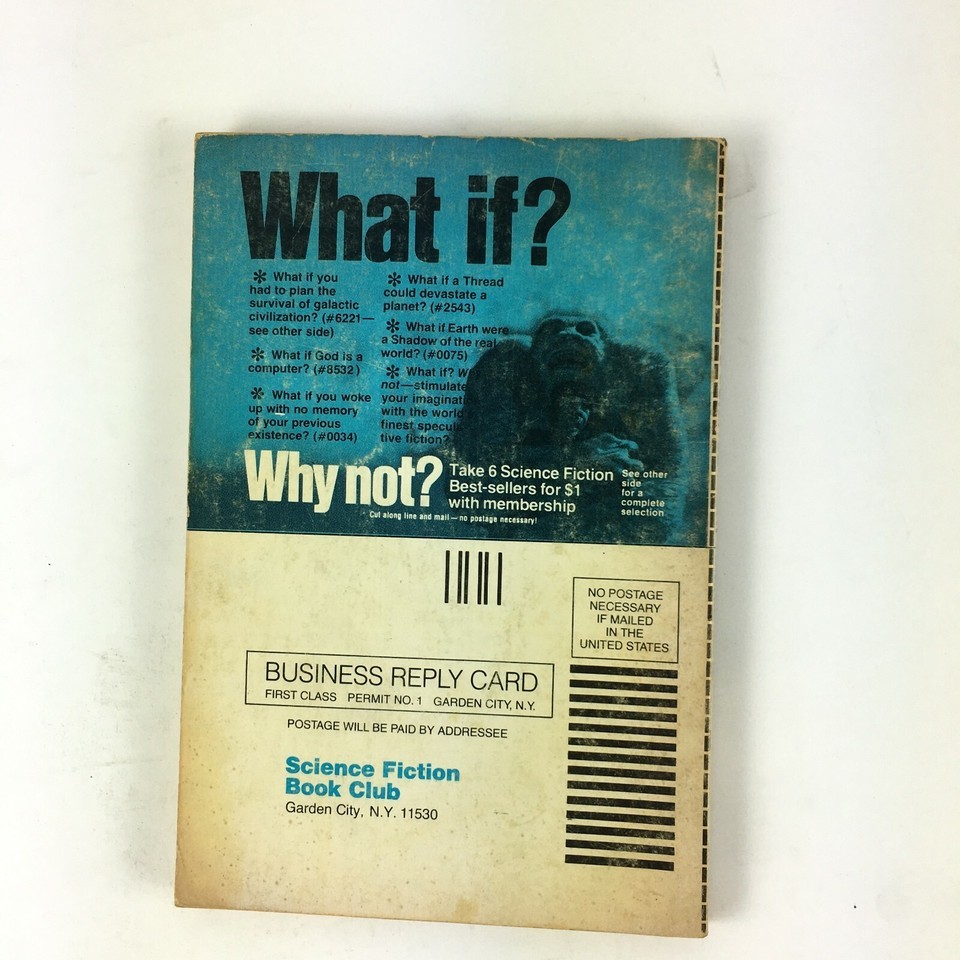 What if?
* What if you
had to plan the
survival of galactic
civilization? (#6221—
see other side)
* What if God is a
computer? (#8532)
* What if you woke
up with no memory
of your previous
existence? (#0034)
* What if a Thread
could devastate a
planet? (#2543)
* What if Earth were
a Shadow of the real
world? (#0075)
* What if?
not—stimulate
your imaginati
with the world
finest specul
tive fiction?
Why not?
Take 6 Science Fiction
Best-sellers for $1
with membership
See other
side
for a
complete
selection
Cut along line and mail—no postage necessary!
NO POSTAGE
NECESSARY
IF MAILED
IN THE
UNITED STATES
BUSINESS REPLY CARD
FIRST CLASS PERMIT NO. 1 GARDEN CITY, N.Y.
POSTAGE WILL BE PAID BY ADDRESSEE
Science Fiction
Book Club
Garden City, N.Y. 11530